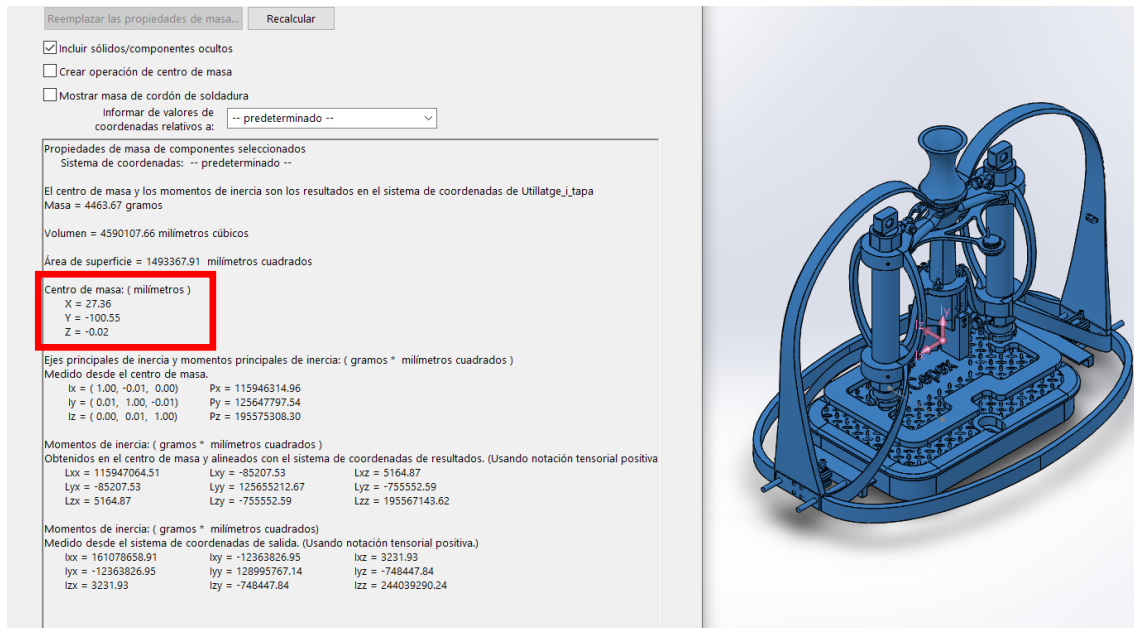 Reemplazar las propiedades de masa... Recalcular
Incluir sólidos/componentes ocultos
Crear operación de centro de masa
Mostrar masa de cordón de soldadura
Informar de valores de
coordenadas relativos a: -- predeterminado --
Propiedades de masa de componentes seleccionados
Sistema de coordenadas: -- predeterminado --
El centro de masa y los momentos de inercia son los resultados en el sistema de coordenadas de Utillatge_i_tapa
Masa = 4463.67 gramos
Volumen = 4590107.66 milímetros cúbicos
Área de superficie = 1493367.91 milímetros cuadrados
Centro de masa: ( milímetros )
X = 27.36
Y = -100.55
Z = -0.02
Ejes principales de inercia y momentos principales de inercia: ( gramos * milímetros cuadrados )
Medido desde el centro de masa.
Ix = ( 1.00, -0.01, 0.00) Px = 115946314.96
Iy = ( 0.01, 1.00, -0.01) Py = 125647797.54
Iz = ( 0.00, 0.01, 1.00) Pz = 195575308.30
Momentos de inercia: ( gramos * milímetros cuadrados )
Obtenidos en el centro de masa y alineados con el sistema de coordenadas de resultados. (Usando notación tensorial positiva
Lxx = 115947064.51 Lxy = -85207.53 Lxz = 5164.87
Lyx = -85207.53 Lyy = 125655212.67 Lyz = -755552.59
Lzx = 5164.87 Lzy = -755552.59 Lzz = 195567143.62
Momentos de inercia: ( gramos * milímetros cuadrados)
Medido desde el sistema de coordenadas de salida. (Usando notación tensorial positiva.)
Ixx = 161078658.91 Ixy = -12363826.95 Ixz = 3231.93
Iyx = -12363826.95 Iyy = 128995767.14 Iyz = -748447.84
Izx = 3231.93 Izy = -748447.84 Izz = 244039290.24
Iy
Iz
Ix